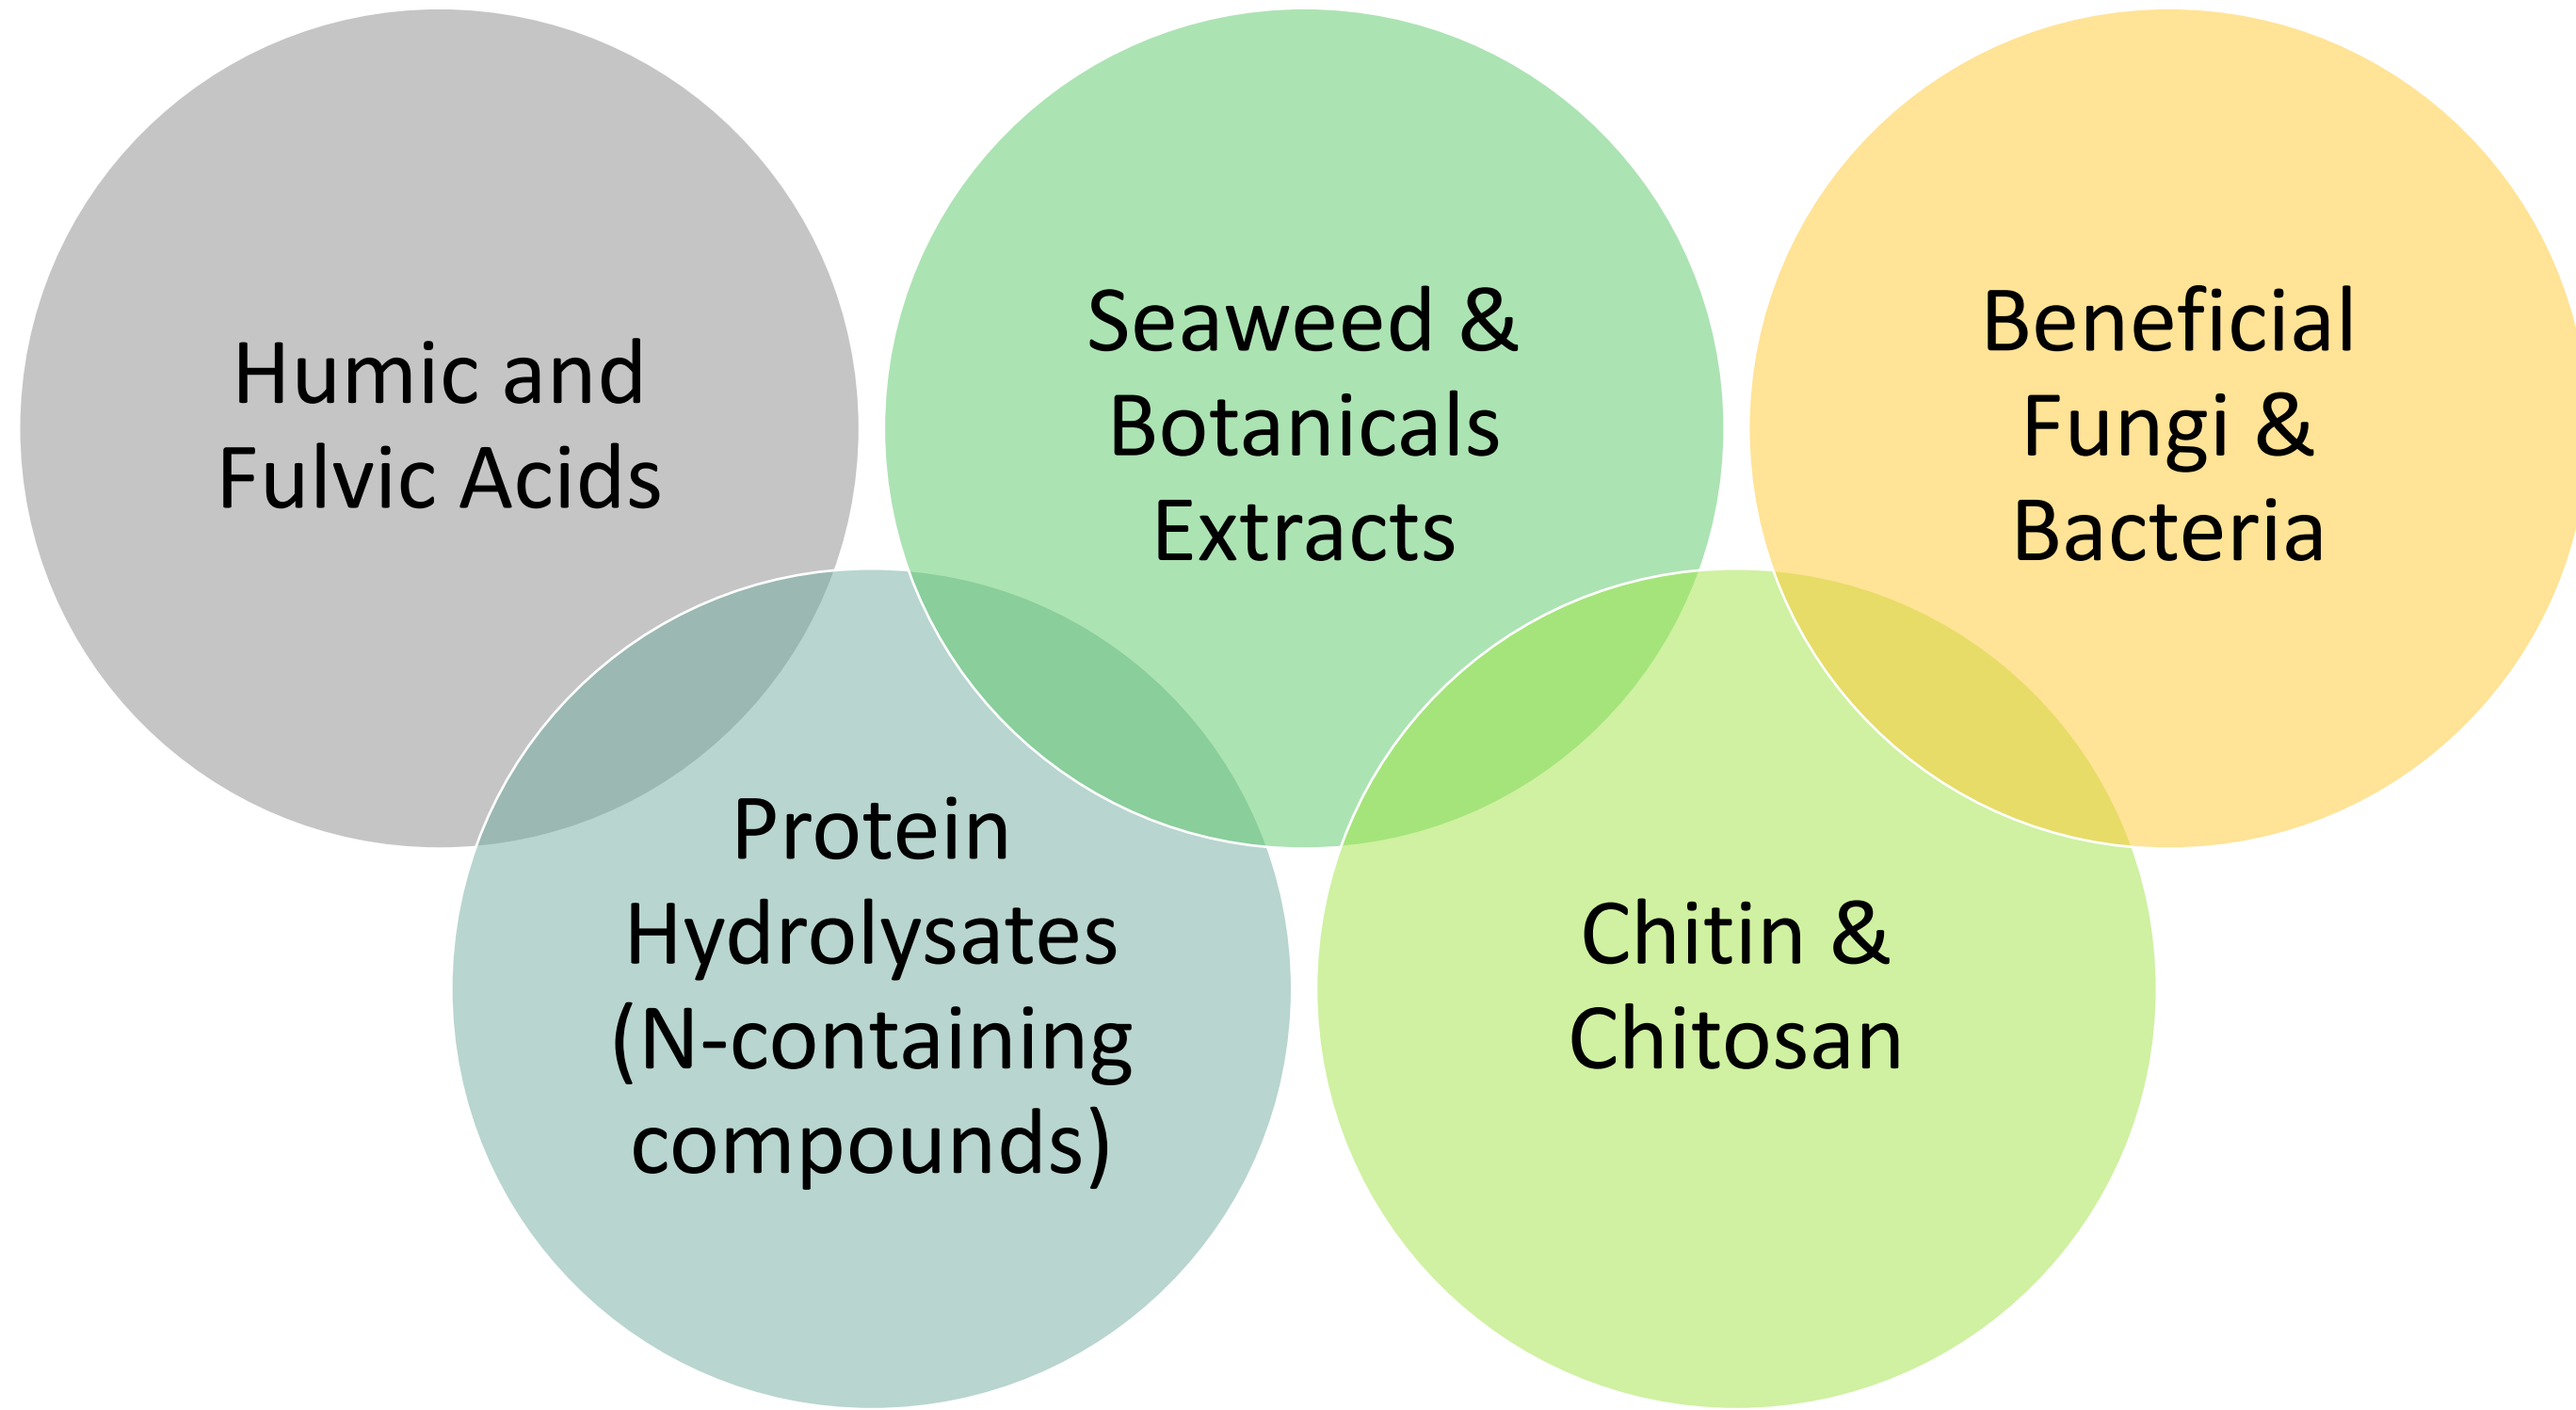 Humic and
Fulvic Acids
Seaweed &
Botanicals
Extracts
Beneficial
Fungi &
Bacteria
Protein
Hydrolysates
(N-containing
compounds)
Chitin &
Chitosan